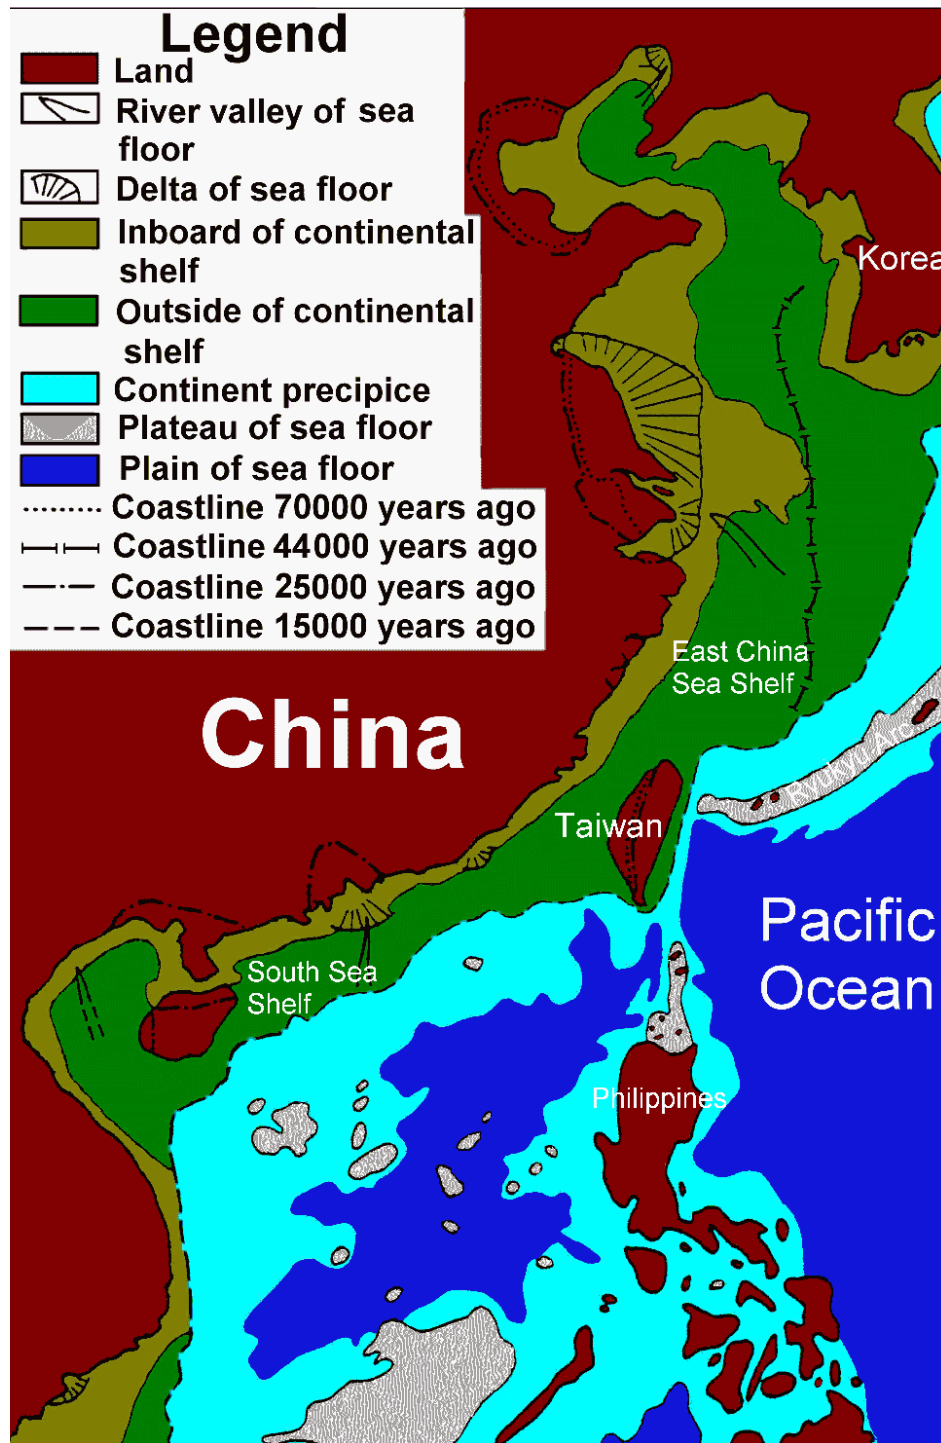 Legend
Land
River valley of sea
floor
Delta of sea floor
Inboard of continental
shelf
Outside of continental
shelf
Continent precipice
Plateau of sea floor
Plain of sea floor
Coastline 70000 years ago
Coastline 44000 years ago
Coastline 25000 years ago
Coastline 15000 years ago
Korea
East China
Sea Shelf
China
Ryukyu Arc
Taiwan
Pacific
Ocean
South Sea
Shelf
Philippines